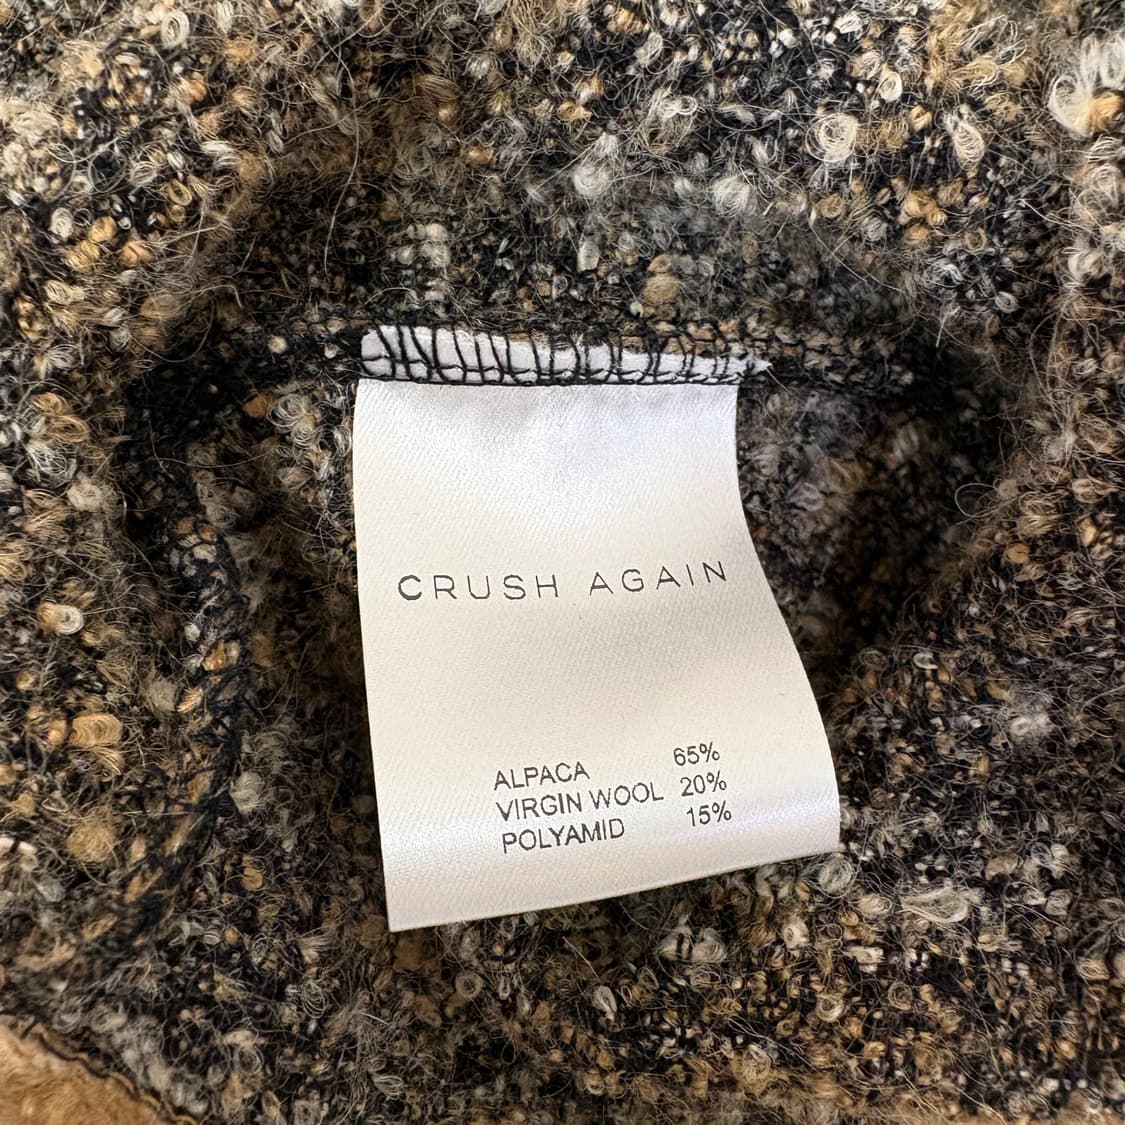 CRUSH AGAIN
ALPACA 65%
VIRGIN WOOL 20%
POLYAMID 15%